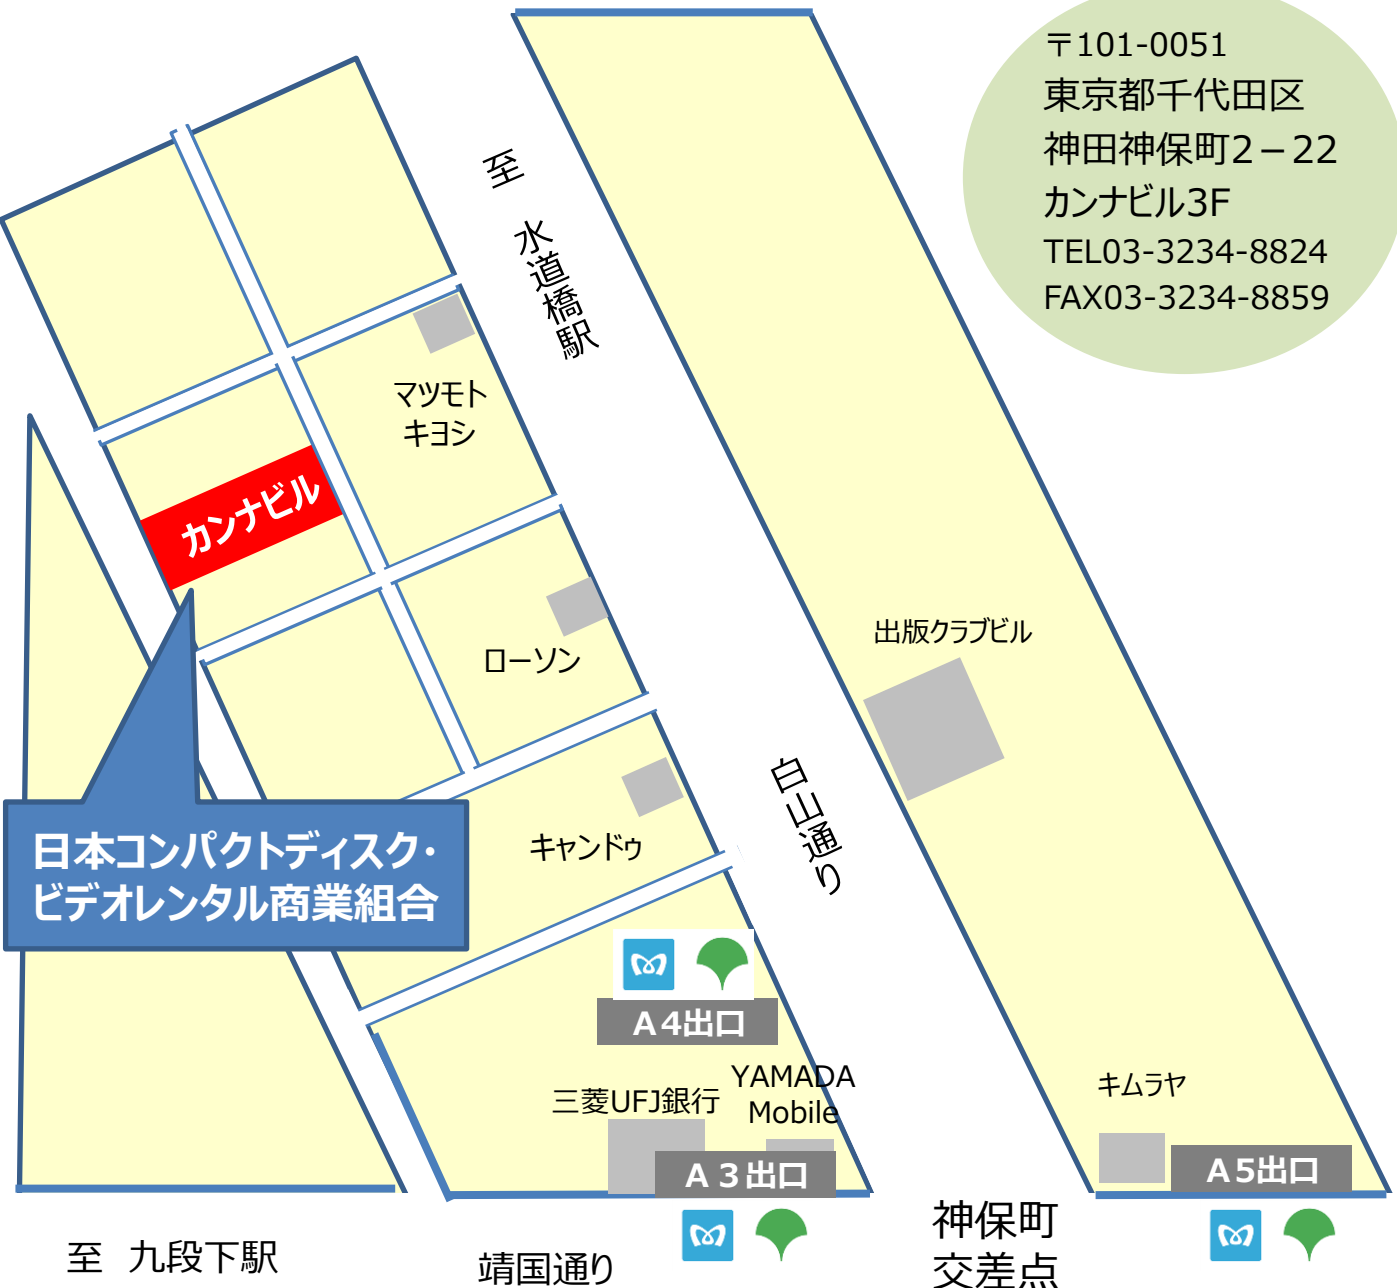 〒101-0051
東京都千代田区
神田神保町2－22
カンナビル3F
TEL03-3234-8824
FAX03-3234-8859
至 水道橋駅
マツモト
キヨシ
カンナビル
ローソン
出版クラブビル
白山通り
日本コンパクトディスク・
ビデオレンタル商業組合
キャンドゥ
A4出口
三菱UFJ銀行
YAMADA
Mobile
キムラヤ
A3出口
A5出口
至 九段下駅
靖国通り
神保町
交差点